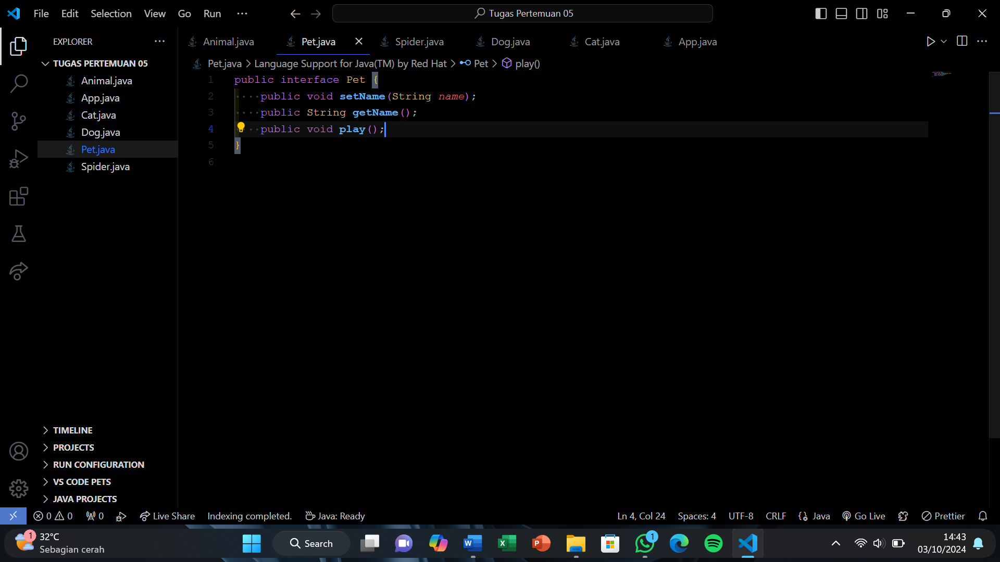 File Edit Selection View Go Run ···
Tugas Pertemuan 05
EXPLORER
Animal.java Pet.java Spider.java Dog.java Cat.java App.java
Pet.java > Language Support for Java(TM) by Red Hat > Pet > play()
TUGAS PERTEMUAN 05
Animal.java
App.java
Cat.java
Dog.java
Pet.java
Spider.java
1 public interface Pet {
2 public void setName(String name);
3 public String getName();
4 public void play();
5 }
6
TIMELINE
PROJECTS
RUN CONFIGURATION
VS CODE PETS
JAVA PROJECTS
0 0 0 Live Share Indexing completed. Java: Ready Ln 4, Col 24 Spaces: 4 UTF-8 CRLF Java Go Live Prettier
1 32°C
Sebagian cerah
Search
W X P 1
14:43
03/10/2024